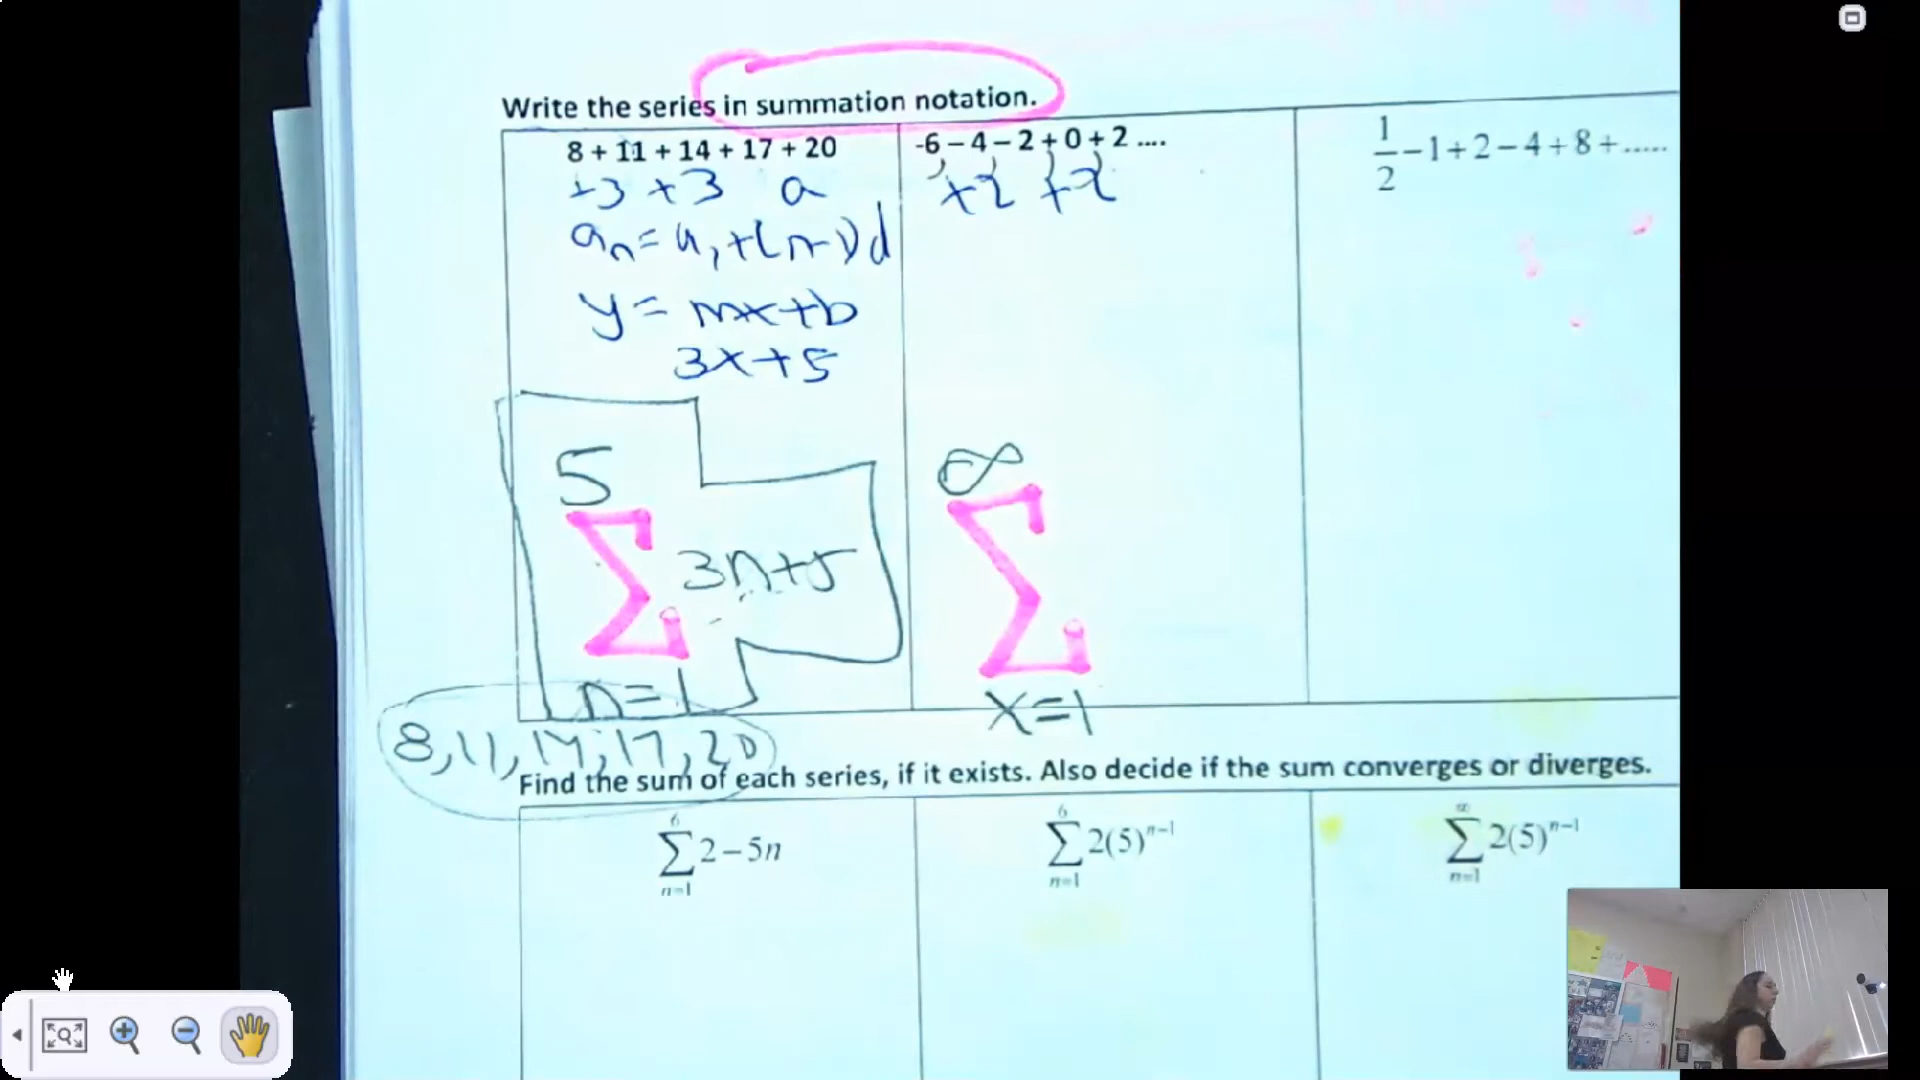 Write the series in summation notation.
8 + 11 + 14 + 17 + 20
+3 +3 a
aₙ = a₁ + (n-1)d
y = mx+b
3x+5
5
∑ 3n+5
n=1
8, 11, 14, 17, 20
-6 – 4 – 2 + 0 + 2 ....
+2 +2
∞
∑
x=1
1/2 – 1 + 2 – 4 + 8 + .....
Find the sum of each series, if it exists. Also decide if the sum converges or diverges.
6
∑ 2 – 5n
n=1
6
∑ 2(5)ⁿ⁻¹
n=1
∞
∑ 2(5)ⁿ⁻¹
n=1